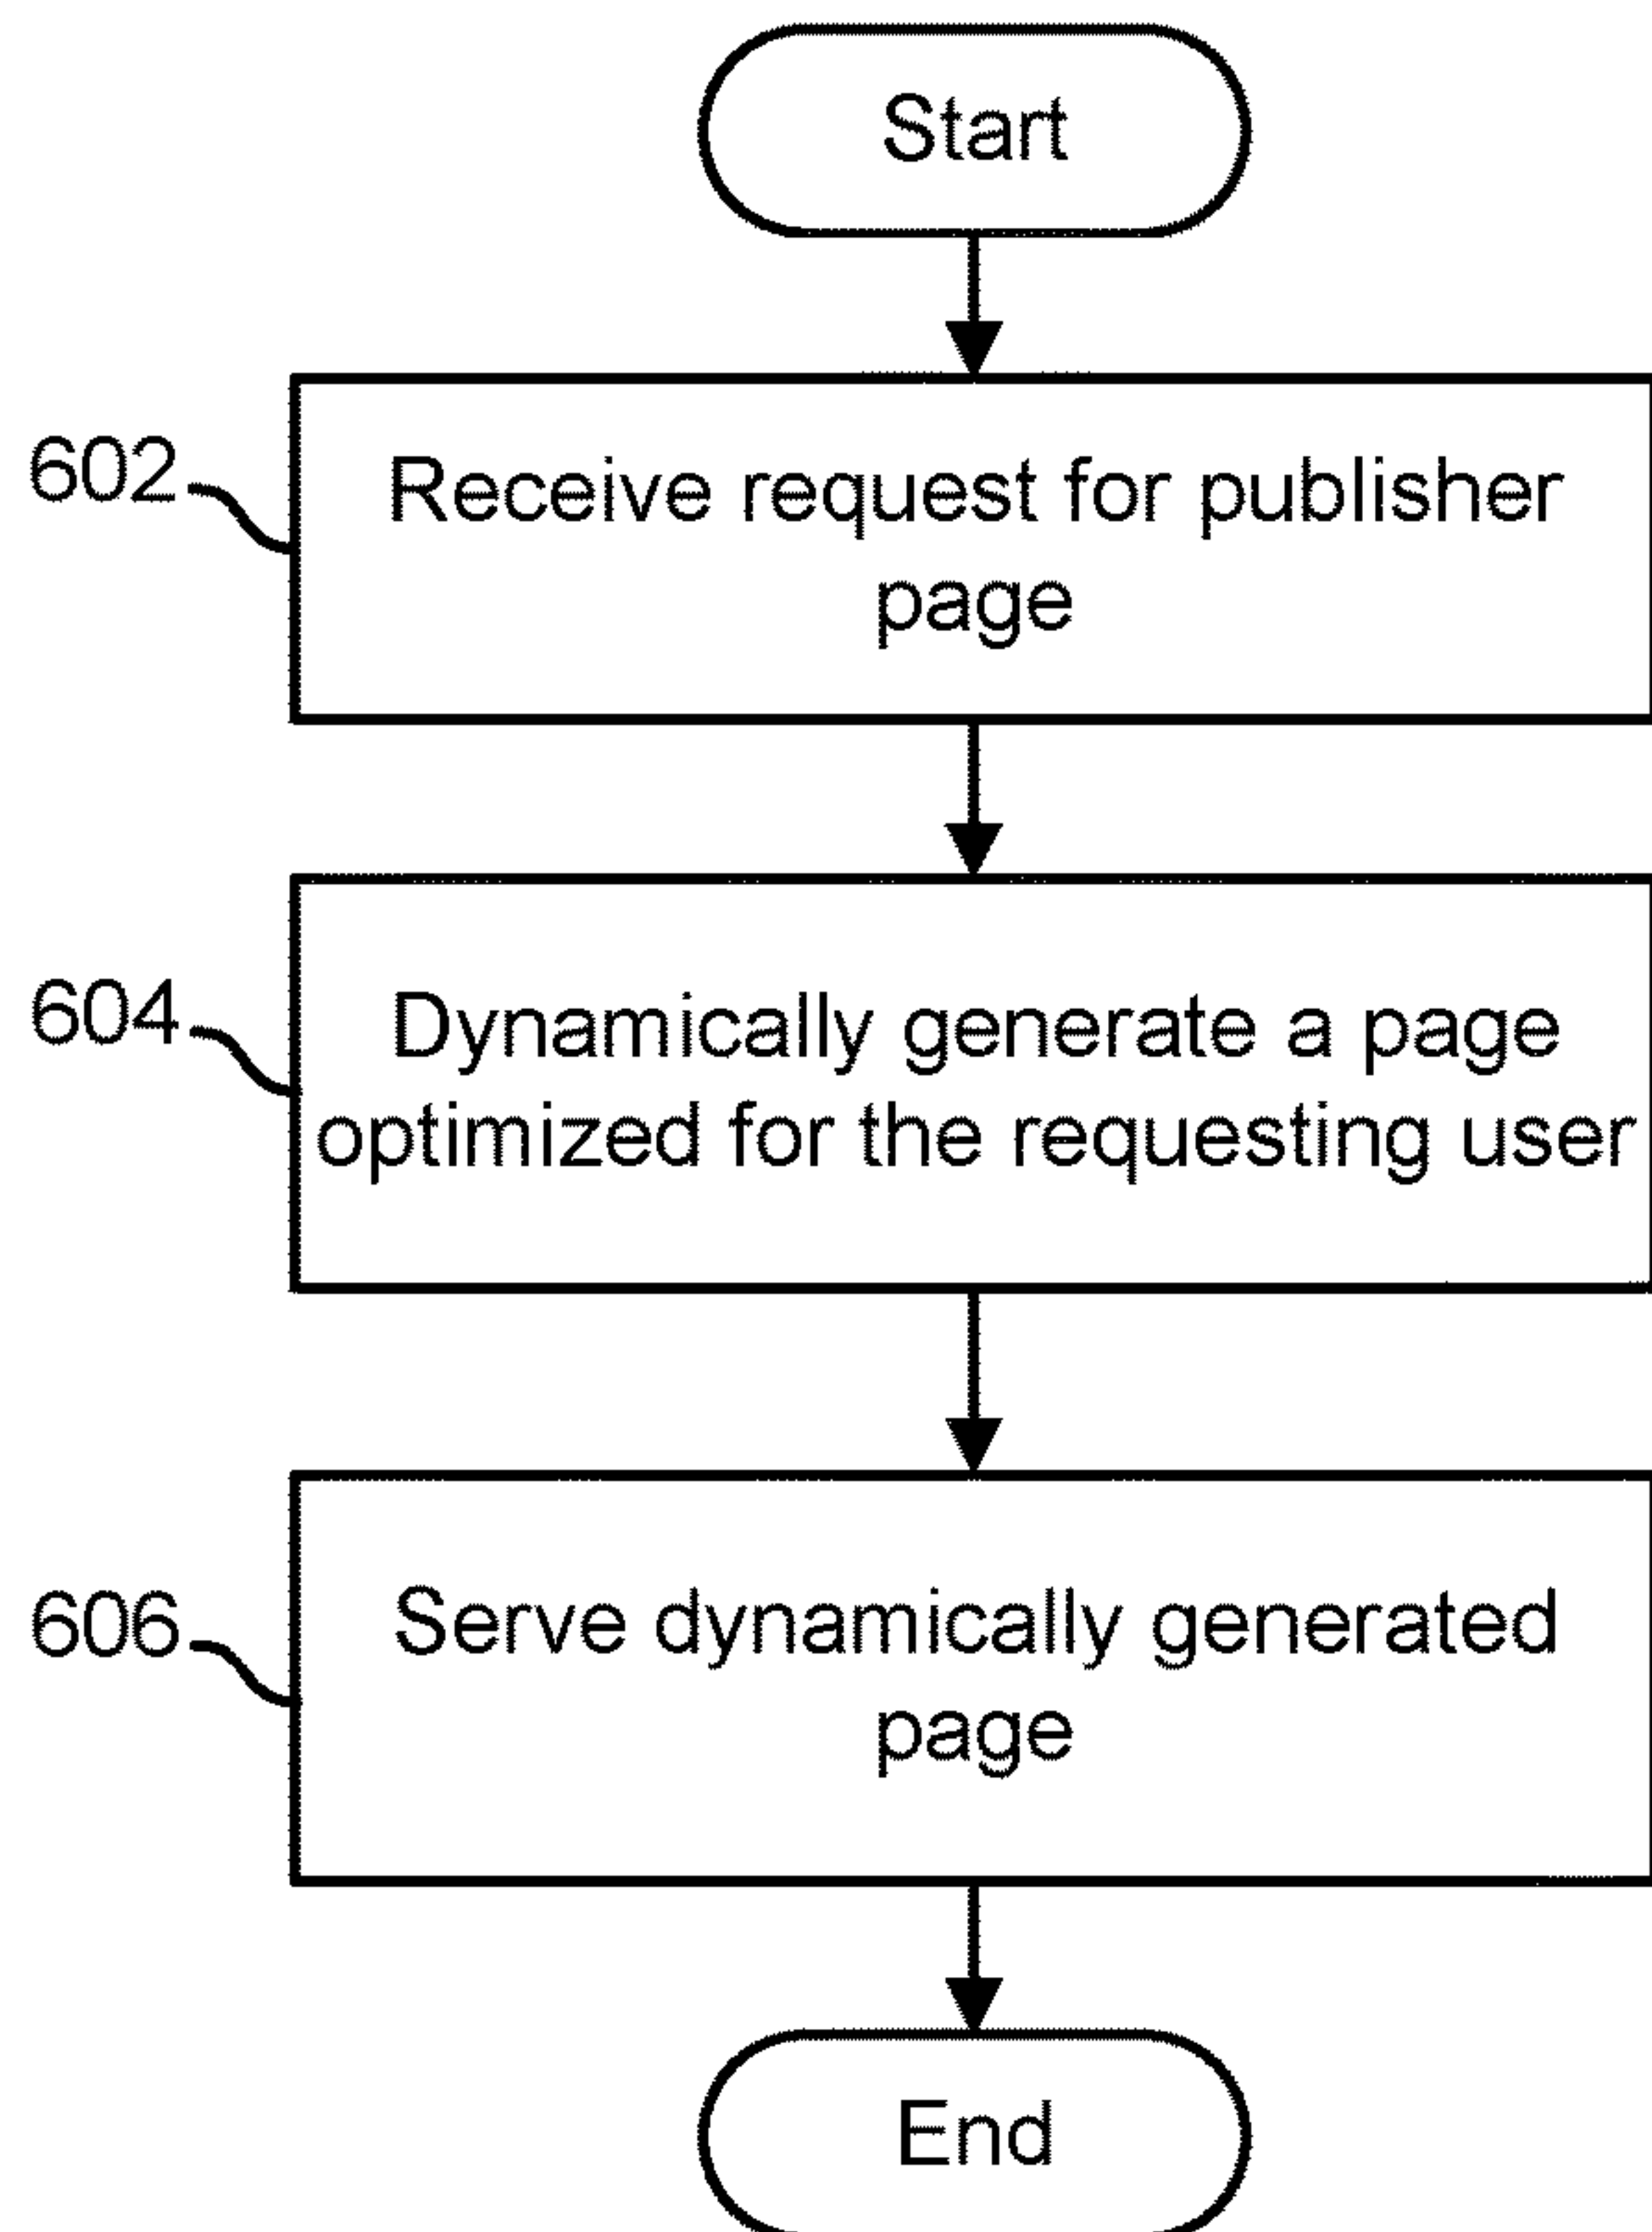 Start
602
Receive request for publisher
page
604
Dynamically generate a page
optimized for the requesting user
606
Serve dynamically generated
page
End